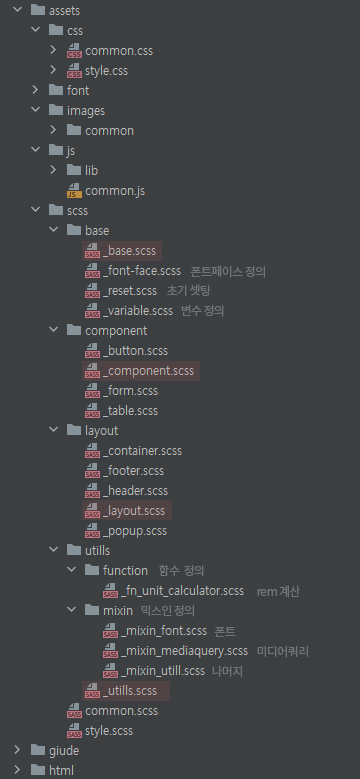 assets
css
common.css
style.css
font
images
common
js
lib
common.js
scss
base
_base.scss
_font-face.scss 폰트페이스 정의
_reset.scss 초기 셋팅
_variable.scss 변수 정의
component
_button.scss
_component.scss
_form.scss
_table.scss
layout
_container.scss
_footer.scss
_header.scss
_layout.scss
_popup.scss
utills
function 함수 정의
_fn_unit_calculator.scss rem 계산
mixin 믹스인 정의
_mixin_font.scss 폰트
_mixin_mediaquery.scss 미디어쿼리
_mixin_utill.scss 나머지
_utills.scss
common.scss
style.scss
giude
html